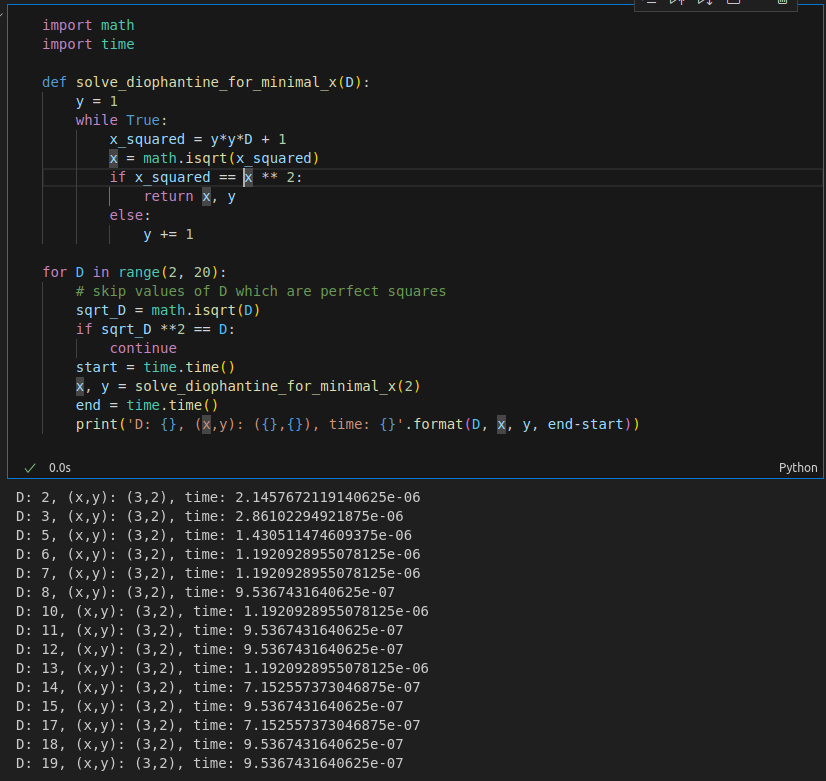 import math
import time
def solve_diophantine_for_minimal_x(D):
y = 1
while True:
x_squared = y*y*D + 1
x = math.isqrt(x_squared)
if x_squared == x ** 2:
return x, y
else:
y += 1
for D in range(2, 20):
# skip values of D which are perfect squares
sqrt_D = math.isqrt(D)
if sqrt_D **2 == D:
continue
start = time.time()
x, y = solve_diophantine_for_minimal_x(2)
end = time.time()
print('D: {}, (x,y): ({},{}), time: {}'.format(D, x, y, end-start))
0.0s
Python
D: 2, (x,y): (3,2), time: 2.1457672119140625e-06
D: 3, (x,y): (3,2), time: 2.86102294921875e-06
D: 5, (x,y): (3,2), time: 1.430511474609375e-06
D: 6, (x,y): (3,2), time: 1.1920928955078125e-06
D: 7, (x,y): (3,2), time: 1.1920928955078125e-06
D: 8, (x,y): (3,2), time: 9.5367431640625e-07
D: 10, (x,y): (3,2), time: 1.1920928955078125e-06
D: 11, (x,y): (3,2), time: 9.5367431640625e-07
D: 12, (x,y): (3,2), time: 9.5367431640625e-07
D: 13, (x,y): (3,2), time: 1.1920928955078125e-06
D: 14, (x,y): (3,2), time: 7.152557373046875e-07
D: 15, (x,y): (3,2), time: 9.5367431640625e-07
D: 17, (x,y): (3,2), time: 7.152557373046875e-07
D: 18, (x,y): (3,2), time: 9.5367431640625e-07
D: 19, (x,y): (3,2), time: 9.5367431640625e-07